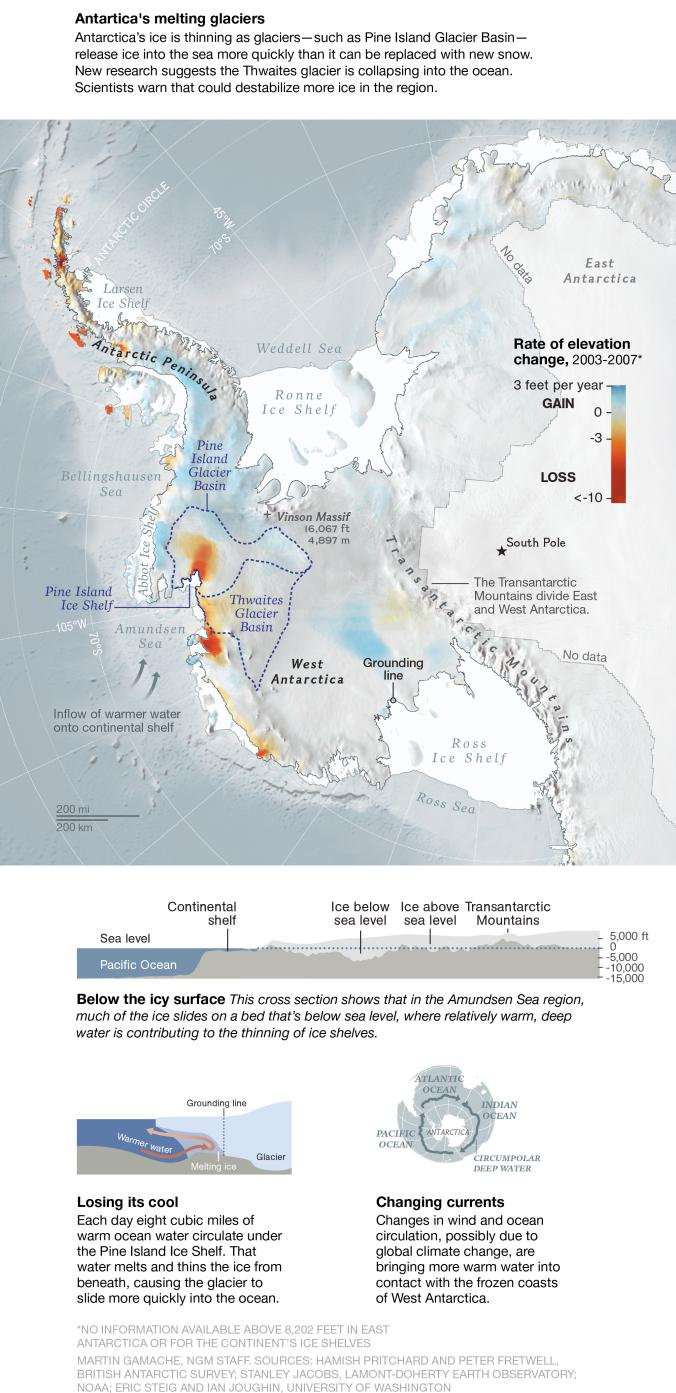 Antartica's melting glaciers
Antarctica's ice is thinning as glaciers—such as Pine Island Glacier Basin—
release ice into the sea more quickly than it can be replaced with new snow.
New research suggests the Thwaites glacier is collapsing into the ocean.
Scientists warn that could destabilize more ice in the region.
ANTARCTIC CIRCLE
45°W
70°S
No data
East
Antarctica
Larsen
Ice Shelf
Weddell Sea
Antarctic Peninsula
Ronne
Ice Shelf
Rate of elevation
change, 2003-2007*
3 feet per year
GAIN
0
-3
LOSS
<-10
Pine
Island
Glacier
Basin
Bellingshausen
Sea
Vinson Massif
16,067 ft
4,897 m
Abbot Ice Shelf
South Pole
Transantarctic Mountains
The Transantarctic
Mountains divide East
and West Antarctica.
Pine Island
Ice Shelf
Thwaites
Glacier
Basin
105°W
70°S
Amundsen
Sea
West
Antarctica
Grounding
line
No data
Inflow of warmer water
onto continental shelf
Ross
Ice Shelf
Ross Sea
200 mi
200 km
Continental
shelf
Ice below
sea level
Ice above
sea level
Transantarctic
Mountains
Sea level
Pacific Ocean
5,000 ft
0
-5,000
-10,000
-15,000
Below the icy surface This cross section shows that in the Amundsen Sea region,
much of the ice slides on a bed that's below sea level, where relatively warm, deep
water is contributing to the thinning of ice shelves.
Grounding line
Warmer water
Melting ice
Glacier
Losing its cool
Each day eight cubic miles of
warm ocean water circulate under
the Pine Island Ice Shelf. That
water melts and thins the ice from
beneath, causing the glacier to
slide more quickly into the ocean.
ATLANTIC
OCEAN
INDIAN
OCEAN
PACIFIC
OCEAN
ANTARCTICA
CIRCUMPOLAR
DEEP WATER
Changing currents
Changes in wind and ocean
circulation, possibly due to
global climate change, are
bringing more warm water into
contact with the frozen coasts
of West Antarctica.
*NO INFORMATION AVAILABLE ABOVE 8,202 FEET IN EAST
ANTARCTICA OR FOR THE CONTINENT'S ICE SHELVES
MARTIN GAMACHE, NGM STAFF. SOURCES: HAMISH PRITCHARD AND PETER FRETWELL,
BRITISH ANTARCTIC SURVEY; STANLEY JACOBS, LAMONT-DOHERTY EARTH OBSERVATORY;
NOAA; ERIC STEIG AND IAN JOUGHIN, UNIVERSITY OF WASHINGTON